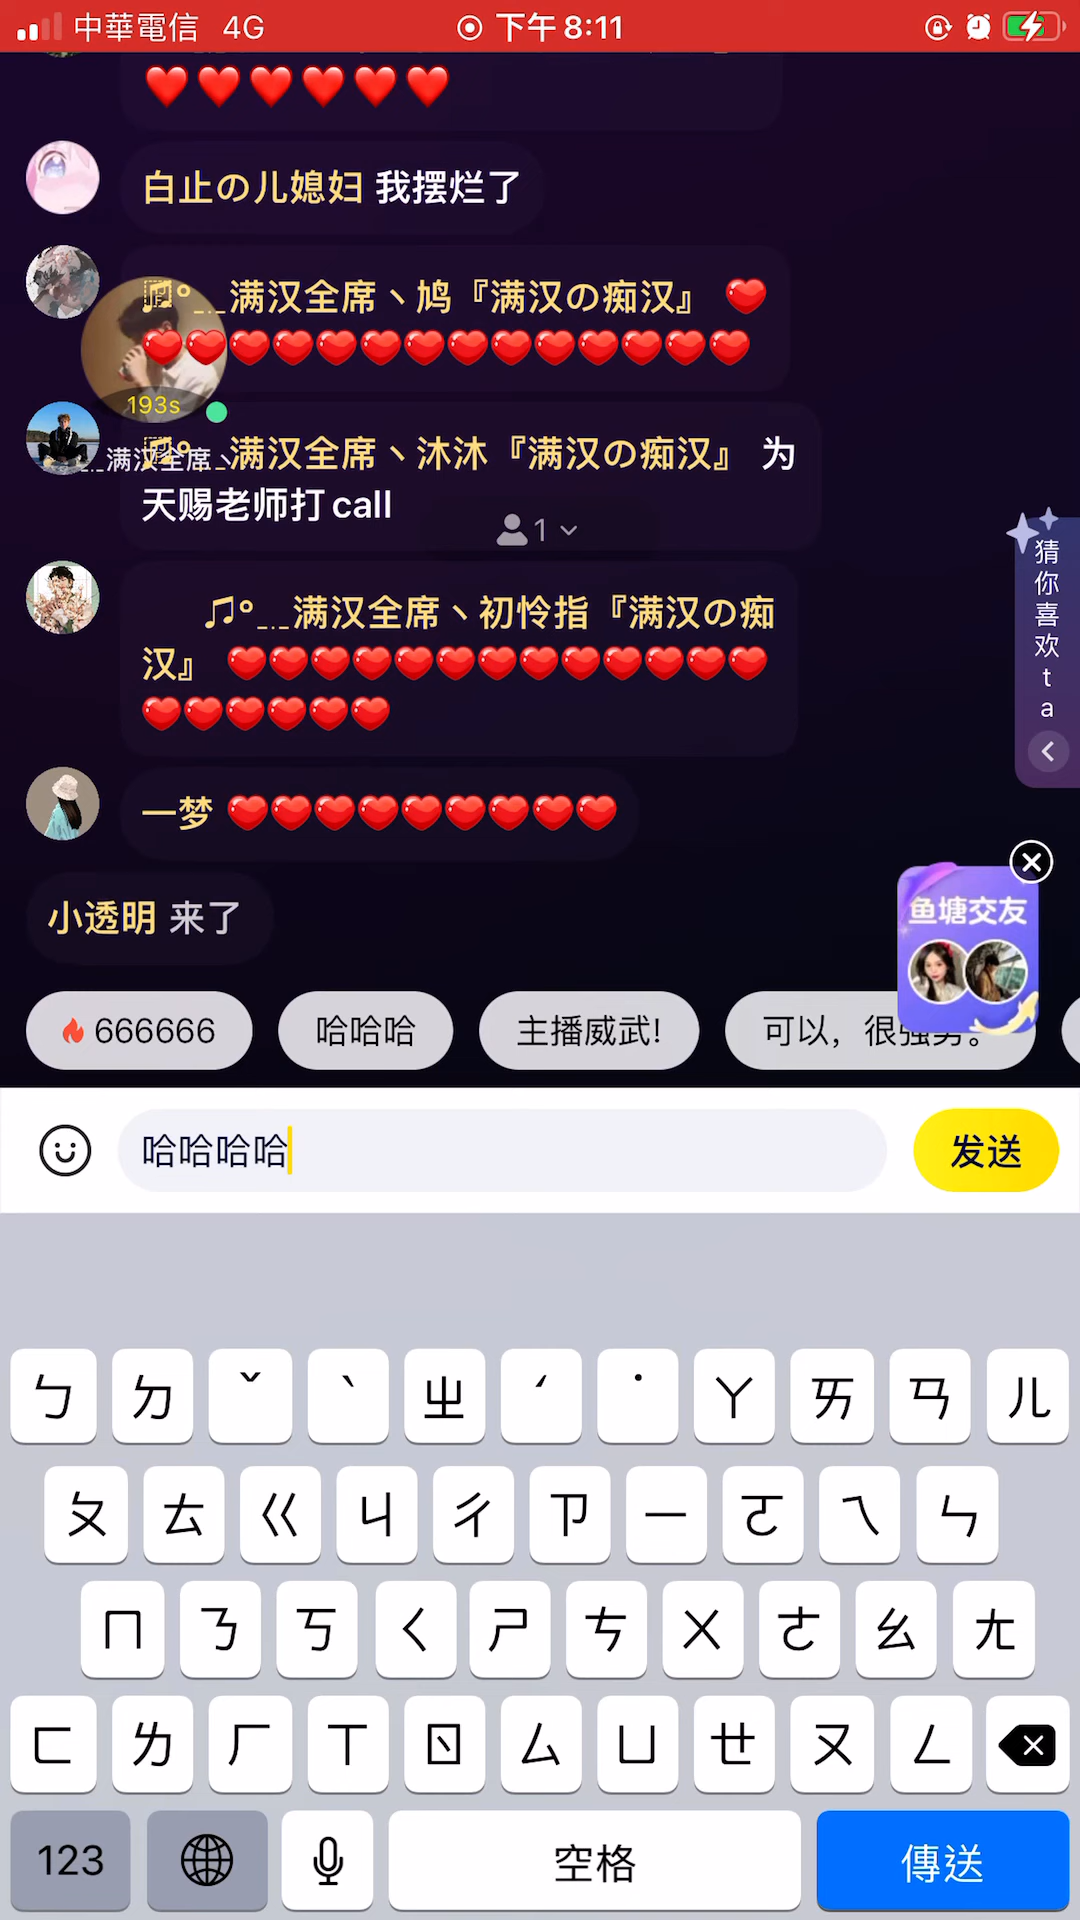 中華電信 4G
下午 8:11
白止の儿媳妇 我摆烂了
♫°﹎满汉全席丶鸠『满汉の痴汉』
193s
﹎满汉全席丶
♫°﹎满汉全席丶沐沐『满汉の痴汉』 为
天赐老师打call
1
♫°﹎满汉全席丶初怜指『满汉の痴
汉』
猜你喜欢ta
一梦
小透明 来了
鱼塘交友
666666
哈哈哈
主播威武!
可以，很强势。
哈哈哈哈
发送
ㄅ ㄉ ˇ ˋ ㄓ ˊ ˙ ㄚ ㄞ ㄢ ㄦ
ㄆ ㄊ ㄍ ㄐ ㄔ ㄗ ㄧ ㄛ ㄟ ㄣ
ㄇ ㄋ ㄎ ㄑ ㄕ ㄘ ㄨ ㄜ ㄠ ㄤ
ㄈ ㄌ ㄏ ㄒ ㄖ ㄙ ㄩ ㄝ ㄡ ㄥ
123
空格
傳送